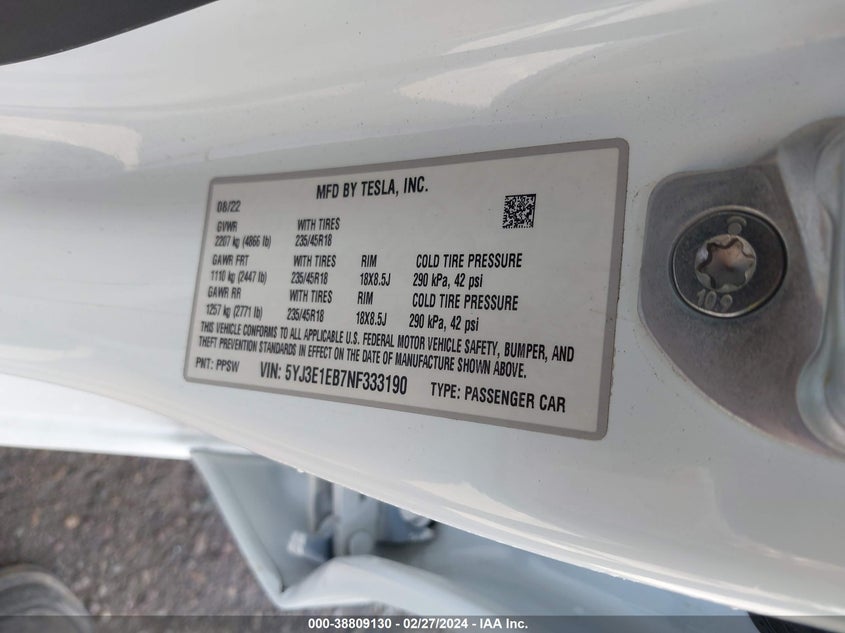 MFD BY TESLA, INC.
08/22
GVWR WITH TIRES
2207 kg (4866 lb) 235/45R18
GAWR FRT WITH TIRES RIM COLD TIRE PRESSURE
1110 kg (2447 lb) 235/45R18 18X8.5J 290 kPa, 42 psi
GAWR RR WITH TIRES RIM COLD TIRE PRESSURE
1257 kg (2771 lb) 235/45R18 18X8.5J 290 kPa, 42 psi
THIS VEHICLE CONFORMS TO ALL APPLICABLE U.S. FEDERAL MOTOR VEHICLE SAFETY, BUMPER, AND
THEFT PREVENTION STANDARDS IN EFFECT ON THE DATE OF MANUFACTURE SHOWN ABOVE.
PNT: PPSW VIN: 5YJ3E1EB7NF333190 TYPE: PASSENGER CAR
10.9
000-38809130 - 02/27/2024 - IAA Inc.